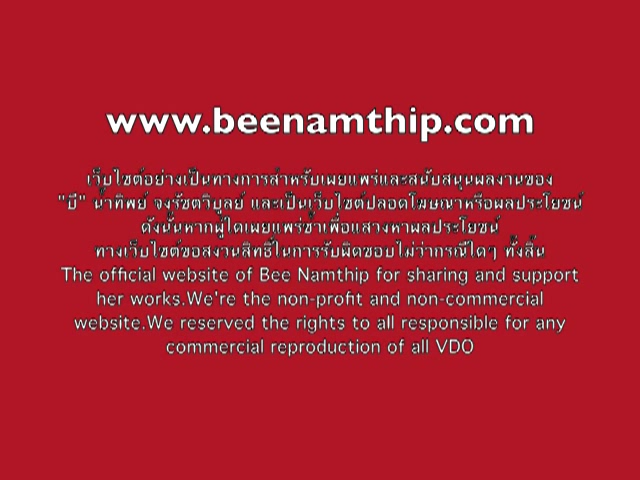 www.beenamthip.com
เว็บไซต์อย่างเป็นทางการสำหรับเผยแพร่และสนับสนุนผลงานของ
"บี" น้ำทิพย์ จงรัชตวิบูลย์ และเป็นเว็บไซต์ปลอดโฆษณาหรือผลประโยชน์
ดังนั้นหากผู้ใดเผยแพร่ซ้ำเพื่อแสวงหาผลประโยชน์
ทางเว็บไซต์ขอสงวนสิทธิ์ในการรับผิดชอบไม่ว่ากรณีใดๆ ทั้งสิ้น
The official website of Bee Namthip for sharing and support
her works.We're the non-profit and non-commercial
website.We reserved the rights to all responsible for any
commercial reproduction of all VDO